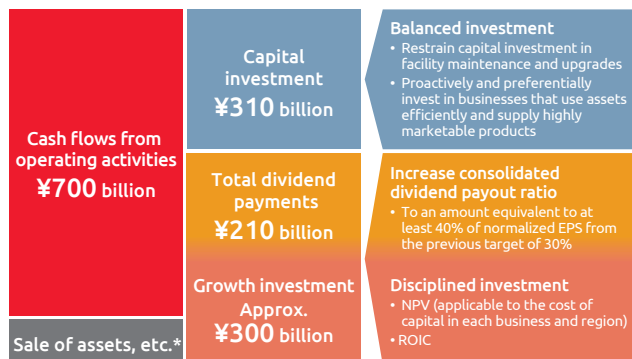 Cash flows from
operating activities
¥700 billion
Sale of assets, etc.*
Capital
investment
¥310 billion
Total dividend
payments
¥210 billion
Growth investment
Approx.
¥300 billion
Balanced investment
• Restrain capital investment in
facility maintenance and upgrades
• Proactively and preferentially
invest in businesses that use assets
efficiently and supply highly
marketable products
Increase consolidated
dividend payout ratio
• To an amount equivalent to at
least 40% of normalized EPS from
the previous target of 30%
Disciplined investment
• NPV (applicable to the cost of
capital in each business and region)
• ROIC